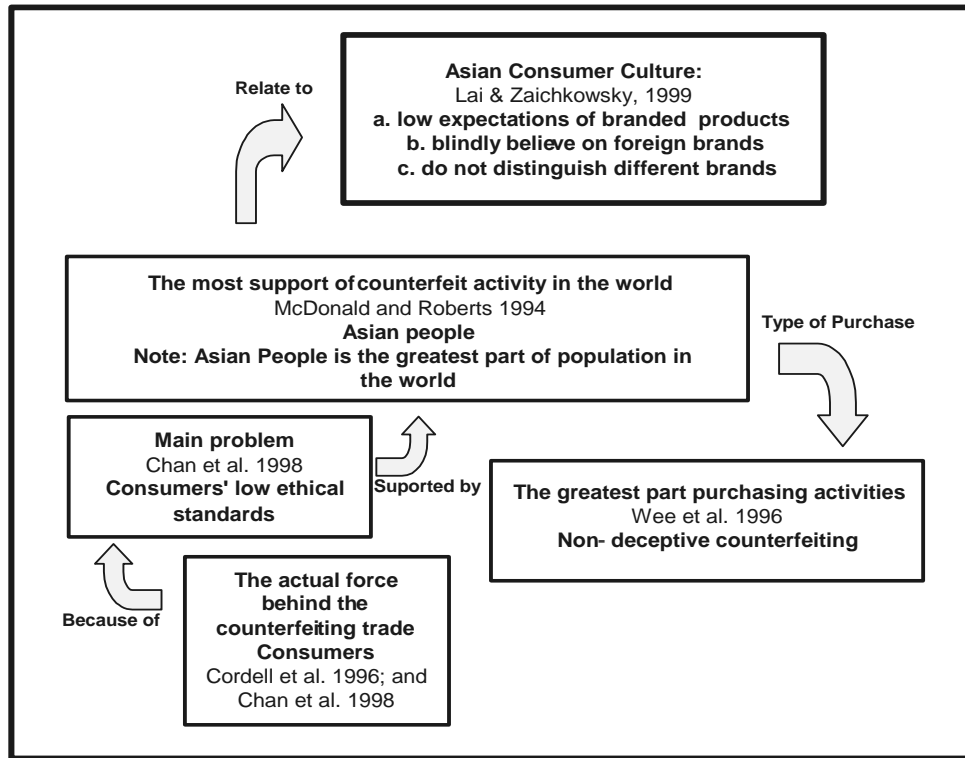 Relate to
Asian Consumer Culture:
Lai & Zaichkowsky, 1999
a. low expectations of branded products
b. blindly believe on foreign brands
c. do not distinguish different brands
The most support of counterfeit activity in the world
McDonald and Roberts 1994
Asian people
Note: Asian People is the greatest part of population in
the world
Type of Purchase
Main problem
Chan et al. 1998
Consumers' low ethical
standards
Suported by
The greatest part purchasing activities
Wee et al. 1996
Non- deceptive counterfeiting
Because of
The actual force
behind the
counterfeiting trade
Consumers
Cordell et al. 1996; and
Chan et al. 1998